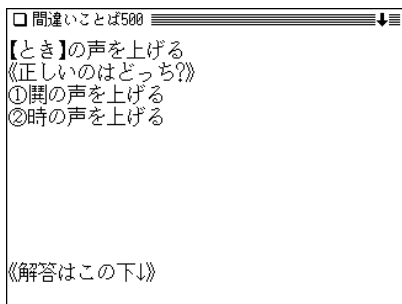 間違いことば500
【とき】の声を上げる
《正しいのはどっち?》
①鬨の声を上げる
②時の声を上げる
《解答はこの下↓》